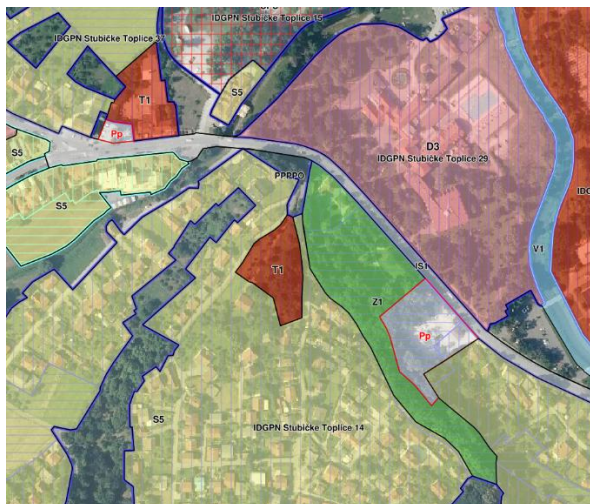 IDGPN Stubičke Toplice 15
IDGPN Stubičke Toplice 37
S5
T1
Pp
S5
D3
IDGPN Stubičke Toplice 29
PPRPO
S5
V1
T1
IS1
Z1
Pp
S5
IDGPN Stubičke Toplice 14